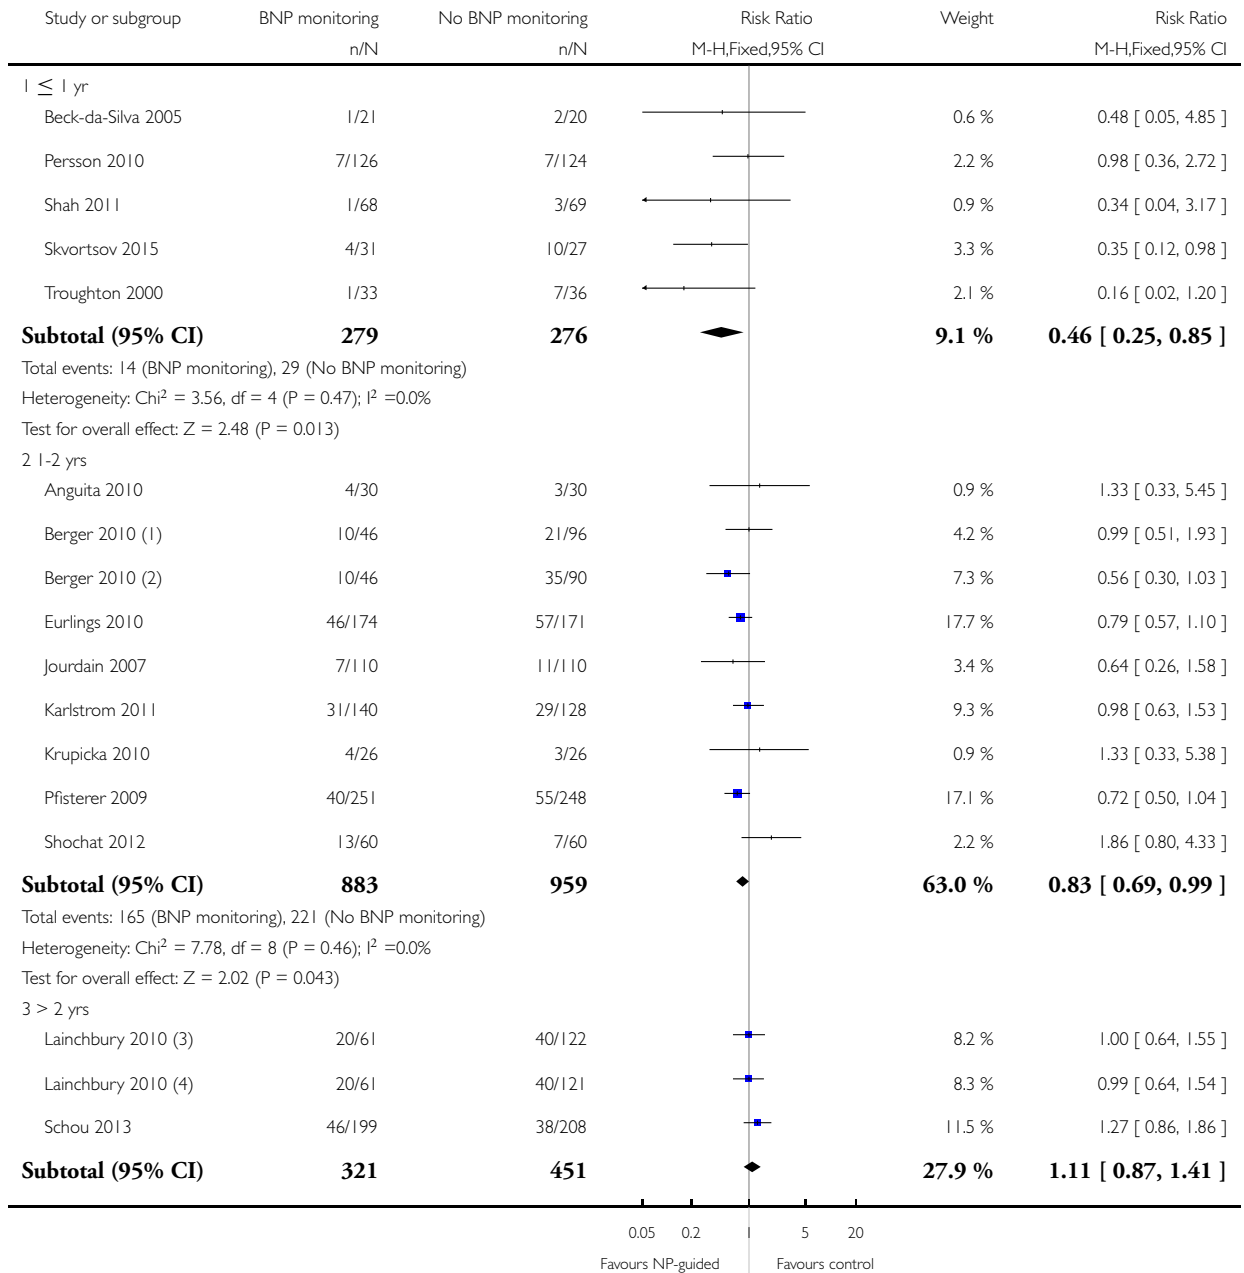 Study or subgroup BNP monitoring No BNP monitoring Risk Ratio Weight Risk Ratio
n/N n/N M-H,Fixed,95% CI M-H,Fixed,95% CI
1 ≤ 1 yr
Beck-da-Silva 2005 1/21 2/20 0.6 % 0.48 [ 0.05, 4.85 ]
Persson 2010 7/126 7/124 2.2 % 0.98 [ 0.36, 2.72 ]
Shah 2011 1/68 3/69 0.9 % 0.34 [ 0.04, 3.17 ]
Skvortsov 2015 4/31 10/27 3.3 % 0.35 [ 0.12, 0.98 ]
Troughton 2000 1/33 7/36 2.1 % 0.16 [ 0.02, 1.20 ]
Subtotal (95% CI) 279 276 9.1 % 0.46 [ 0.25, 0.85 ]
Total events: 14 (BNP monitoring), 29 (No BNP monitoring)
Heterogeneity: Chi² = 3.56, df = 4 (P = 0.47); I² =0.0%
Test for overall effect: Z = 2.48 (P = 0.013)
2 1-2 yrs
Anguita 2010 4/30 3/30 0.9 % 1.33 [ 0.33, 5.45 ]
Berger 2010 (1) 10/46 21/96 4.2 % 0.99 [ 0.51, 1.93 ]
Berger 2010 (2) 10/46 35/90 7.3 % 0.56 [ 0.30, 1.03 ]
Eurlings 2010 46/174 57/171 17.7 % 0.79 [ 0.57, 1.10 ]
Jourdain 2007 7/110 11/110 3.4 % 0.64 [ 0.26, 1.58 ]
Karlstrom 2011 31/140 29/128 9.3 % 0.98 [ 0.63, 1.53 ]
Krupicka 2010 4/26 3/26 0.9 % 1.33 [ 0.33, 5.38 ]
Pfisterer 2009 40/251 55/248 17.1 % 0.72 [ 0.50, 1.04 ]
Shochat 2012 13/60 7/60 2.2 % 1.86 [ 0.80, 4.33 ]
Subtotal (95% CI) 883 959 63.0 % 0.83 [ 0.69, 0.99 ]
Total events: 165 (BNP monitoring), 221 (No BNP monitoring)
Heterogeneity: Chi² = 7.78, df = 8 (P = 0.46); I² =0.0%
Test for overall effect: Z = 2.02 (P = 0.043)
3 > 2 yrs
Lainchbury 2010 (3) 20/61 40/122 8.2 % 1.00 [ 0.64, 1.55 ]
Lainchbury 2010 (4) 20/61 40/121 8.3 % 0.99 [ 0.64, 1.54 ]
Schou 2013 46/199 38/208 11.5 % 1.27 [ 0.86, 1.86 ]
Subtotal (95% CI) 321 451 27.9 % 1.11 [ 0.87, 1.41 ]
0.05 0.2 1 5 20
Favours NP-guided Favours control